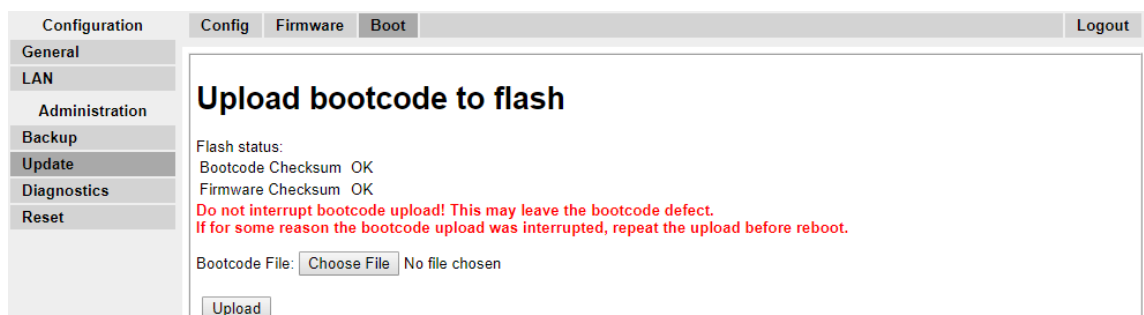 Configuration
Config Firmware Boot Logout
General
LAN
Administration
Backup
Update
Diagnostics
Reset
Upload bootcode to flash
Flash status:
Bootcode Checksum OK
Firmware Checksum OK
Do not interrupt bootcode upload! This may leave the bootcode defect.
If for some reason the bootcode upload was interrupted, repeat the upload before reboot.
Bootcode File: Choose File No file chosen
Upload